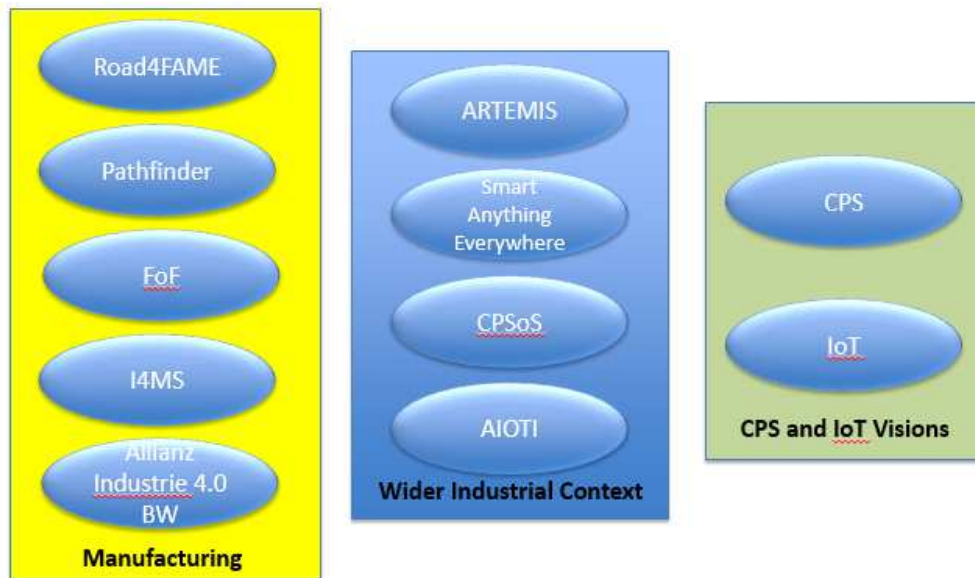 Road4FAME
Pathfinder
FoF
I4MS
Allianz
Industrie 4.0
BW
Manufacturing
ARTEMIS
Smart
Anything
Everywhere
CPSoS
AIOTI
Wider Industrial Context
CPS
IoT
CPS and IoT Visions